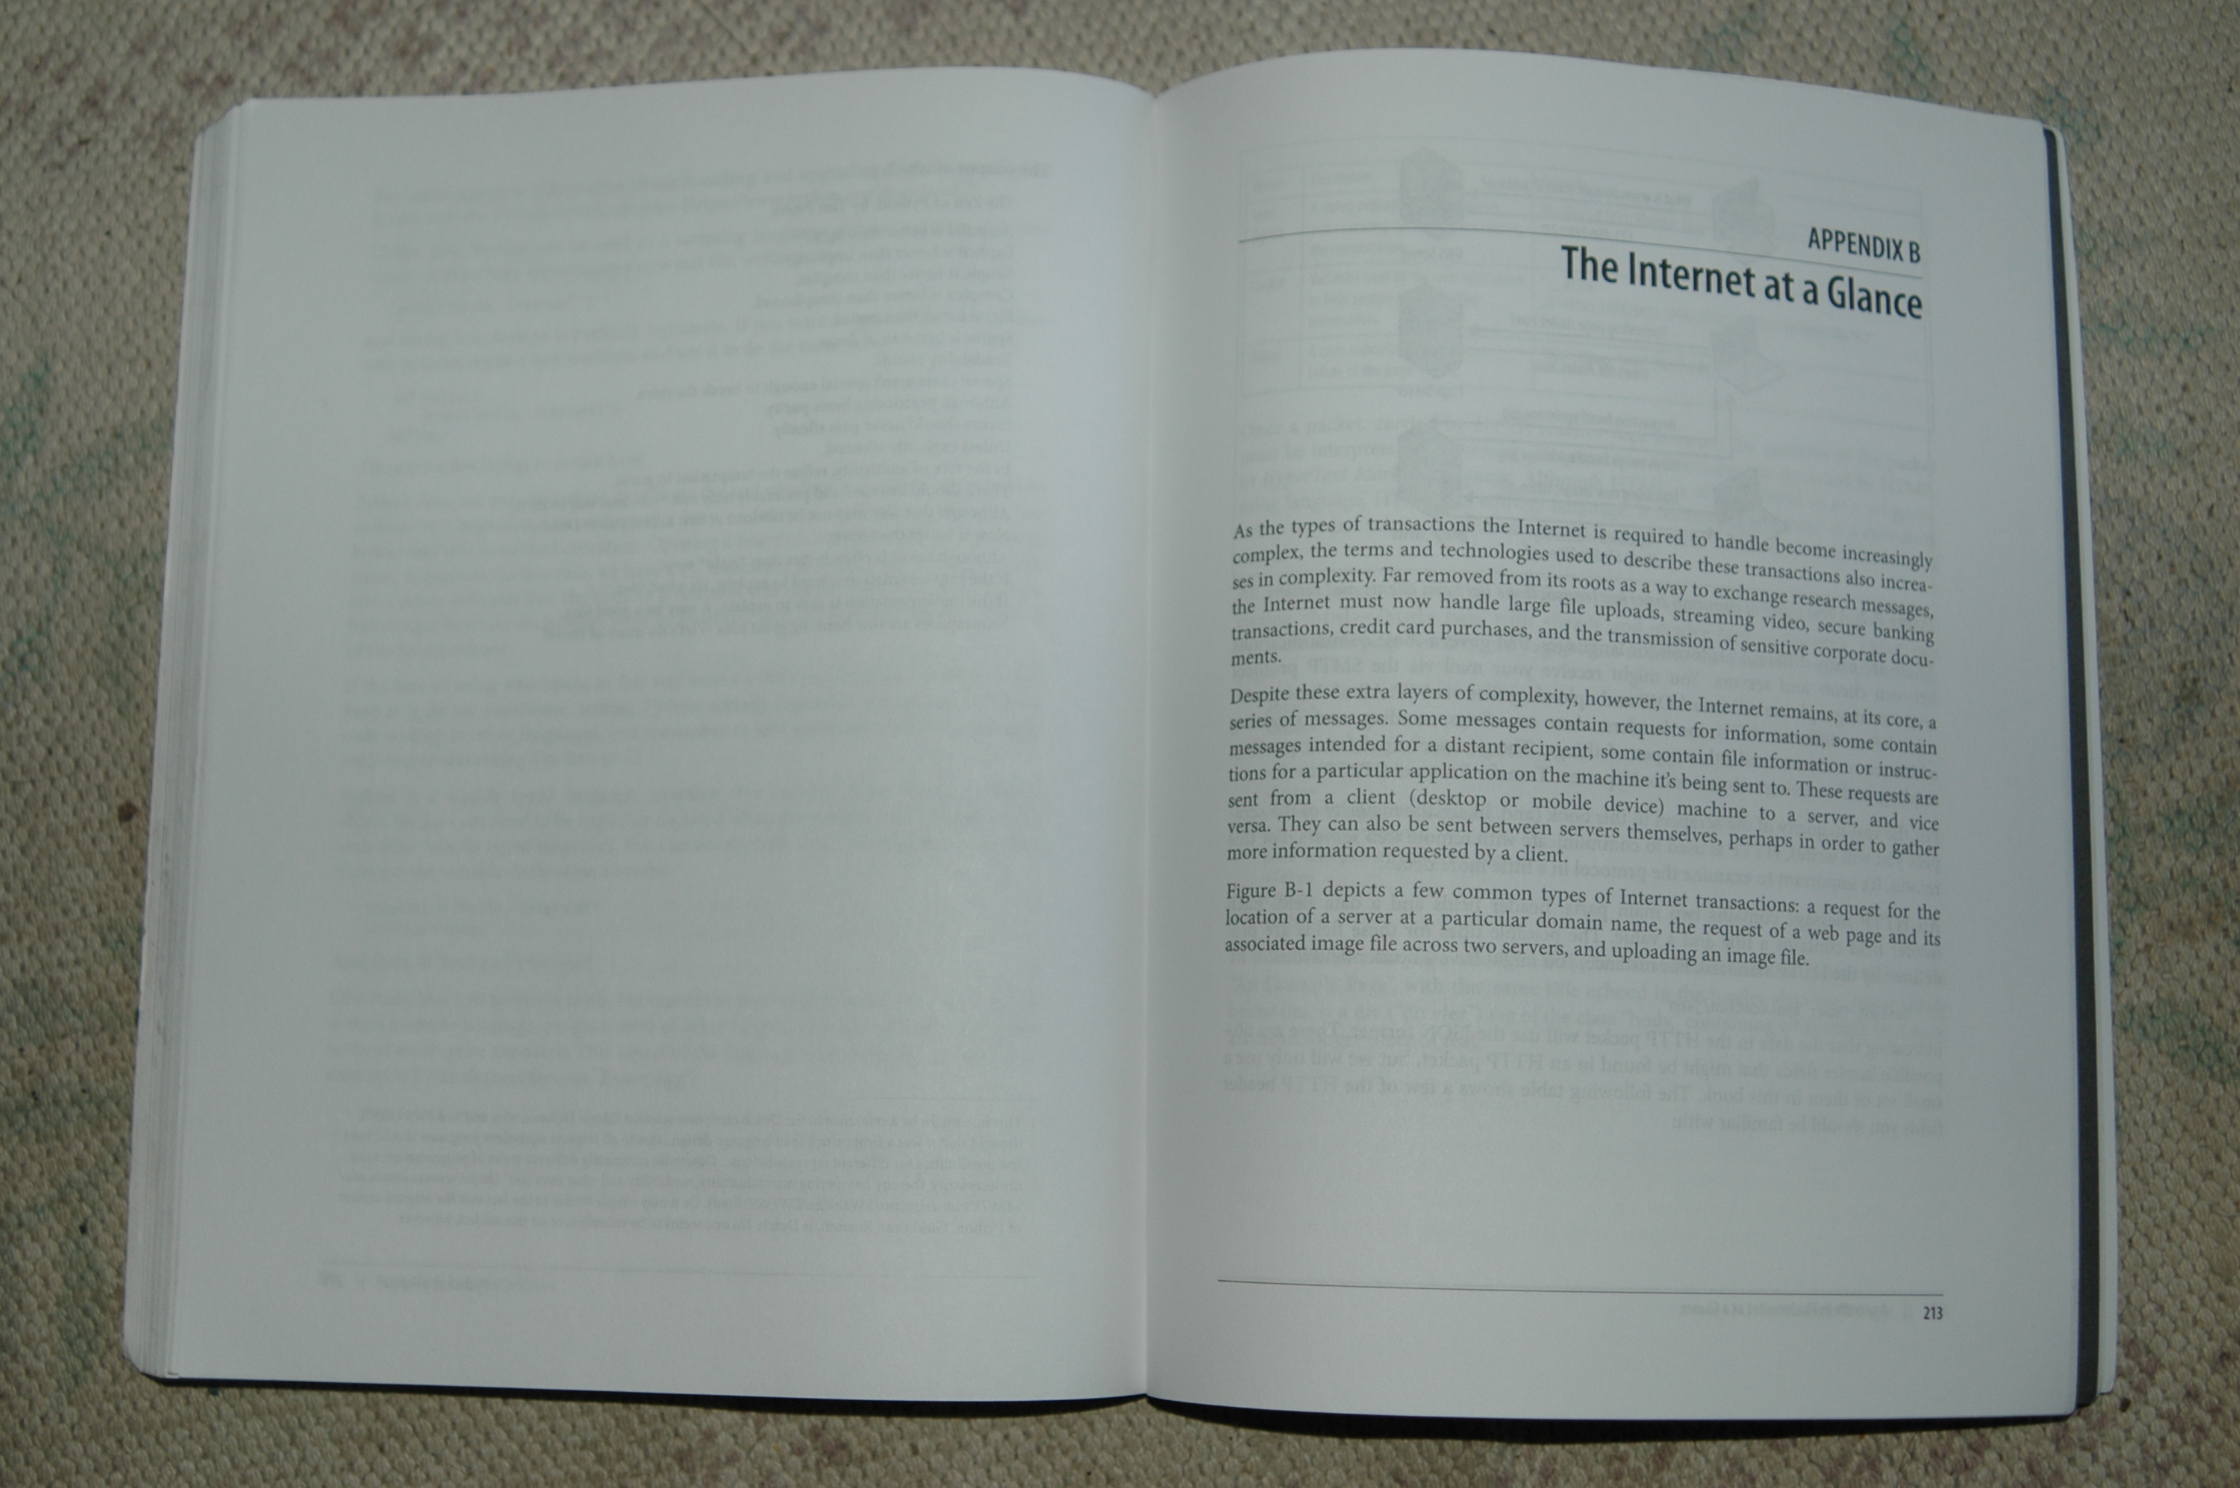 APPENDIX B
The Internet at a Glance
As the types of transactions the Internet is required to handle become increasingly
complex, the terms and technologies used to describe these transactions also increa-
ses in complexity. Far removed from its roots as a way to exchange research messages,
the Internet must now handle large file uploads, streaming video, secure banking
transactions, credit card purchases, and the transmission of sensitive corporate docu-
ments.
Despite these extra layers of complexity, however, the Internet remains, at its core, a
series of messages. Some messages contain requests for information, some contain
messages intended for a distant recipient, some contain file information or instruc-
tions for a particular application on the machine it's being sent to. These requests are
sent from a client (desktop or mobile device) machine to a server, and vice
versa. They can also be sent between servers themselves, perhaps in order to gather
more information requested by a client.
Figure B-1 depicts a few common types of Internet transactions: a request for the
location of a server at a particular domain name, the request of a web page and its
associated image file across two servers, and uploading an image file.
213